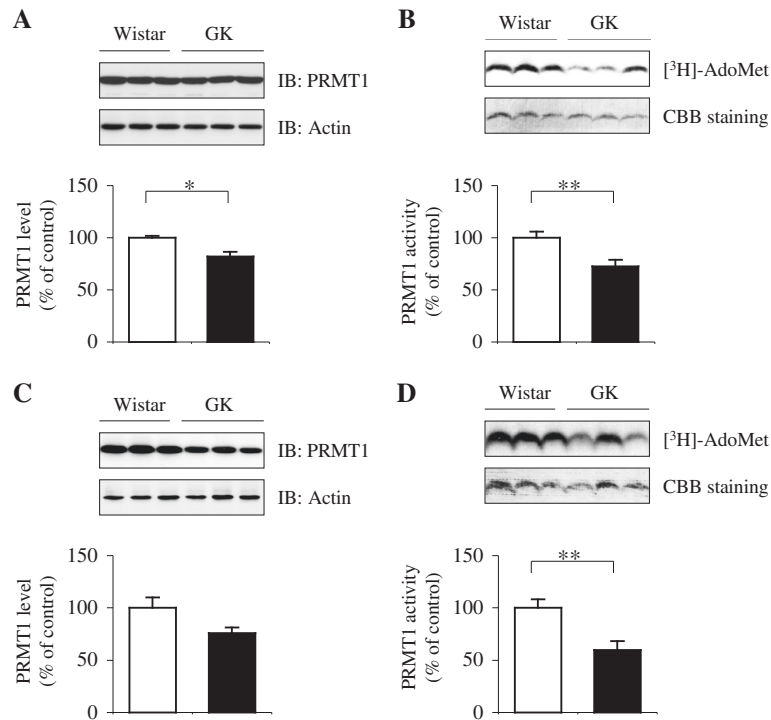 A
Wistar GK
IB: PRMT1
IB: Actin
PRMT1 level
(% of control)
150
100
50
0
*
B
Wistar GK
[³H]-AdoMet
CBB staining
PRMT1 activity
(% of control)
150
100
50
0
**
C
Wistar GK
IB: PRMT1
IB: Actin
PRMT1 level
(% of control)
150
100
50
0
D
Wistar GK
[³H]-AdoMet
CBB staining
PRMT1 activity
(% of control)
150
100
50
0
**